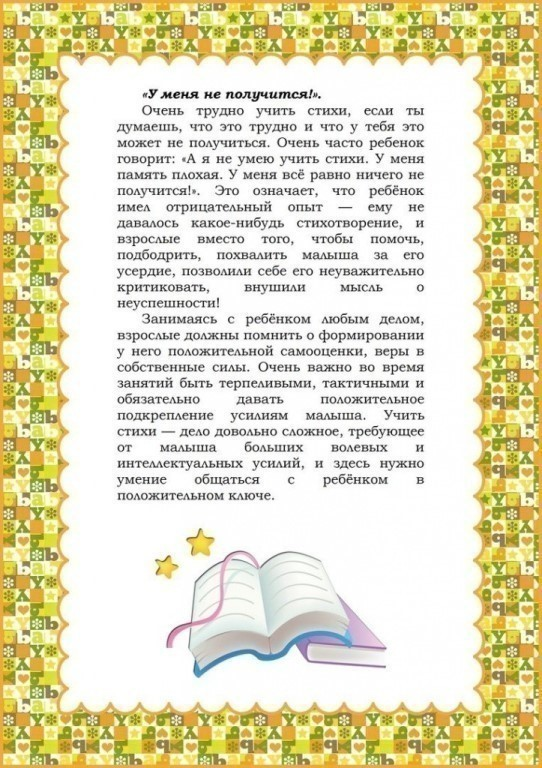 «У меня не получится!».
Очень трудно учить стихи, если ты
думаешь, что это трудно и что у тебя это
может не получиться. Очень часто ребенок
говорит: «А я не умею учить стихи. У меня
память плохая. У меня всё равно ничего не
получится!». Это означает, что ребёнок
имел отрицательный опыт — ему не
давалось какое-нибудь стихотворение, и
взрослые вместо того, чтобы помочь,
подбодрить, похвалить малыша за его
усердие, позволили себе его неуважительно
критиковать, внушили мысль о
неуспешности!
Занимаясь с ребёнком любым делом,
взрослые должны помнить о формировании
у него положительной самооценки, веры в
собственные силы. Очень важно во время
занятий быть терпеливыми, тактичными и
обязательно давать положительное
подкрепление усилиям малыша. Учить
стихи — дело довольно сложное, требующее
от малыша больших волевых и
интеллектуальных усилий, и здесь нужно
умение общаться с ребёнком в
положительном ключе.